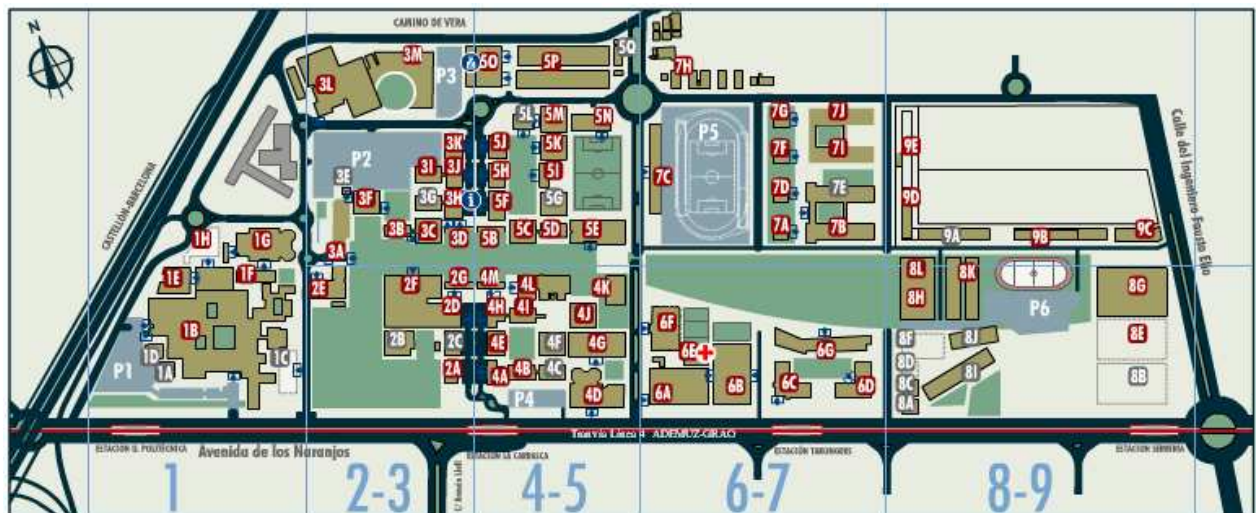 N
CAMINO DE VERA
CASTELLÓN-BARCELONA
Calle del Ingeniero Fausto Elio
3L
3M
P3
5O
5P
5Q
7H
P2
3K
5J
5L
5M
5N
3E
3I
3J
5H
5K
5I
3F
3G
3H
i
5F
5G
3A
3B
3C
3D
5B
5C
5D
5E
P5
7C
7G
7F
7D
7A
7J
7I
7E
7B
9E
9D
9A
9B
9C
1H
1G
1E
1F
1B
1D
1A
1C
P1
2E
2F
2G
2D
2B
2C
2A
4M
4L
4H
4I
4E
4F
4B
4C
4A
4K
4J
4G
4D
P4
6F
6E
6A
6B
6G
6C
6D
8L
8K
8H
8F
8D
8C
8A
8J
8I
P6
8G
8E
8B
Tranvía Línea 4 ADEMUZ-GRAO
ESTACIÓN U. POLITÉCNICA
Avenida de los Naranjos
ESTACIÓN LA CARRASCA
ESTACIÓN TARONGERS
ESTACIÓN SERRERIA
1
2-3
4-5
6-7
8-9